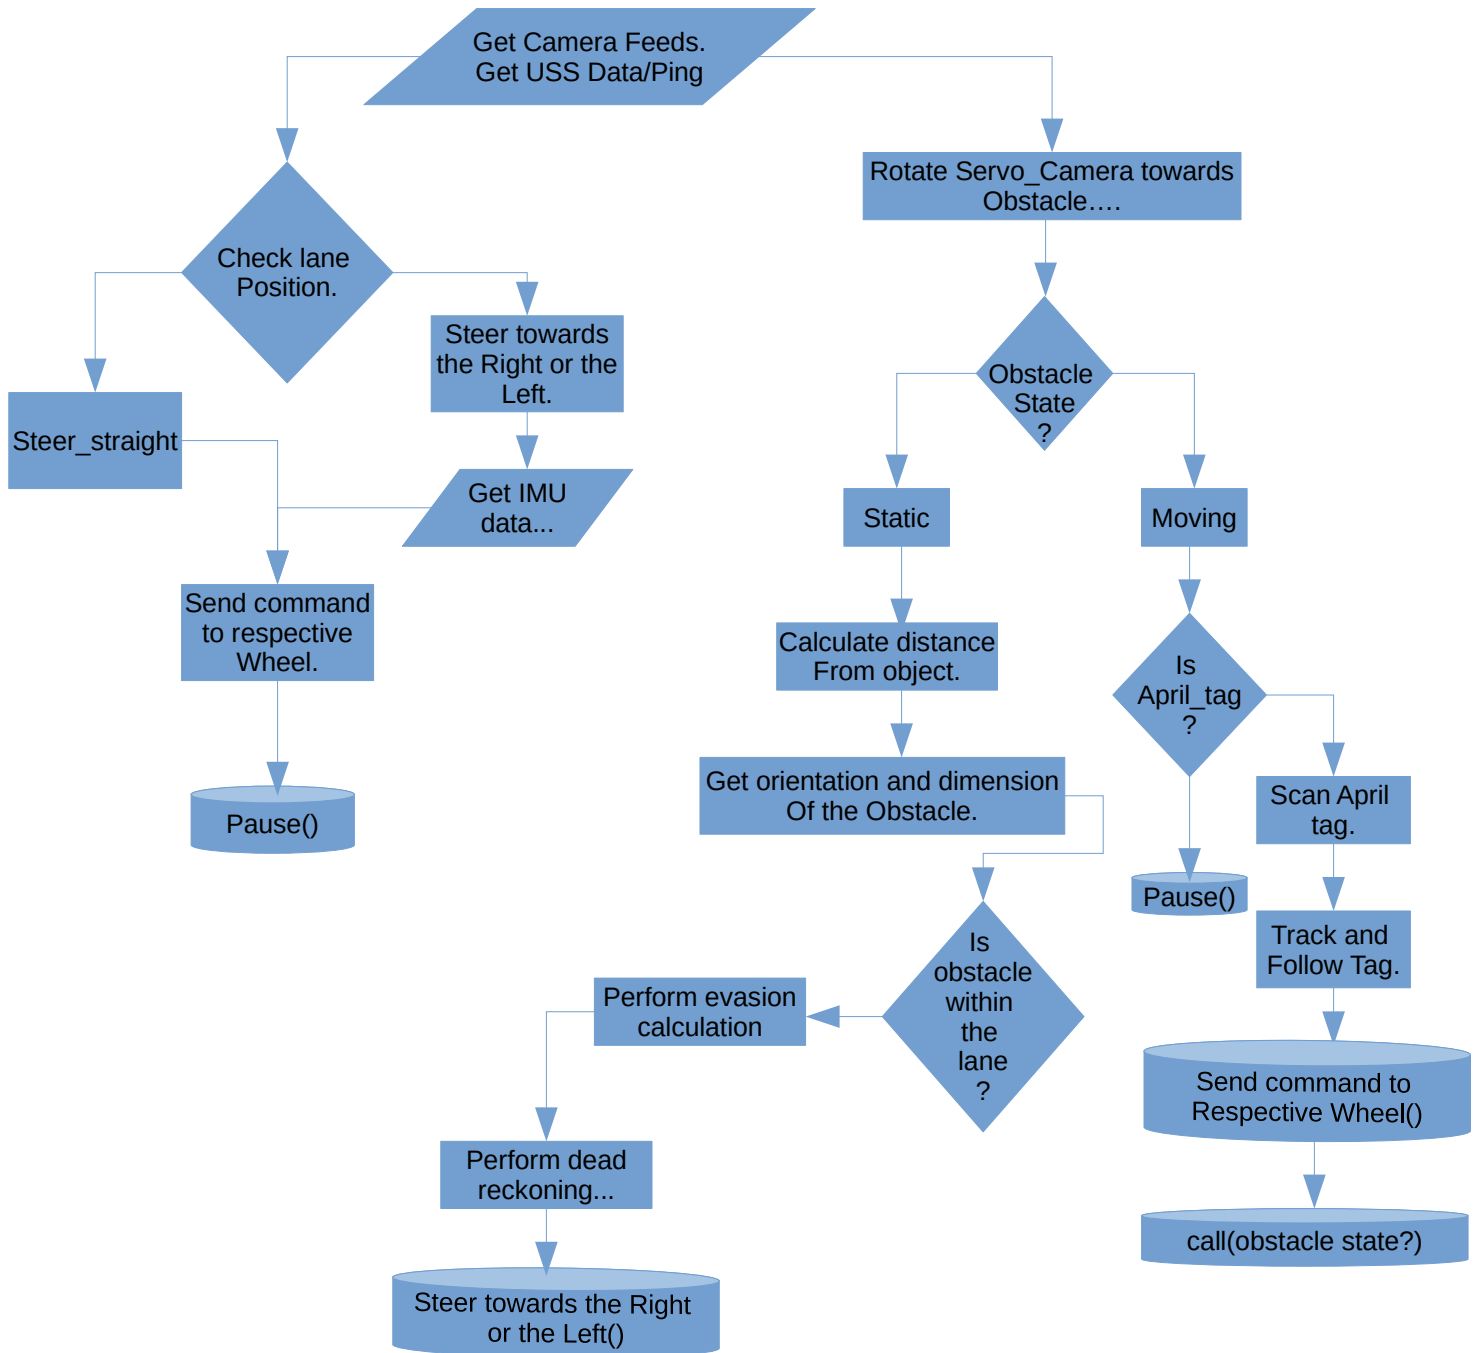 Get Camera Feeds.
Get USS Data/Ping
Rotate Servo_Camera towards
Obstacle….
Check lane
Position.
Steer towards
the Right or the
Left.
Obstacle
State
?
Steer_straight
Get IMU
data...
Static
Moving
Send command
to respective
Wheel.
Calculate distance
From object.
Is
April_tag
?
Get orientation and dimension
Of the Obstacle.
Scan April
tag.
Pause()
Pause()
Track and
Follow Tag.
Is
obstacle
within
the
lane
?
Perform evasion
calculation
Send command to
Respective Wheel()
Perform dead
reckoning...
call(obstacle state?)
Steer towards the Right
or the Left()